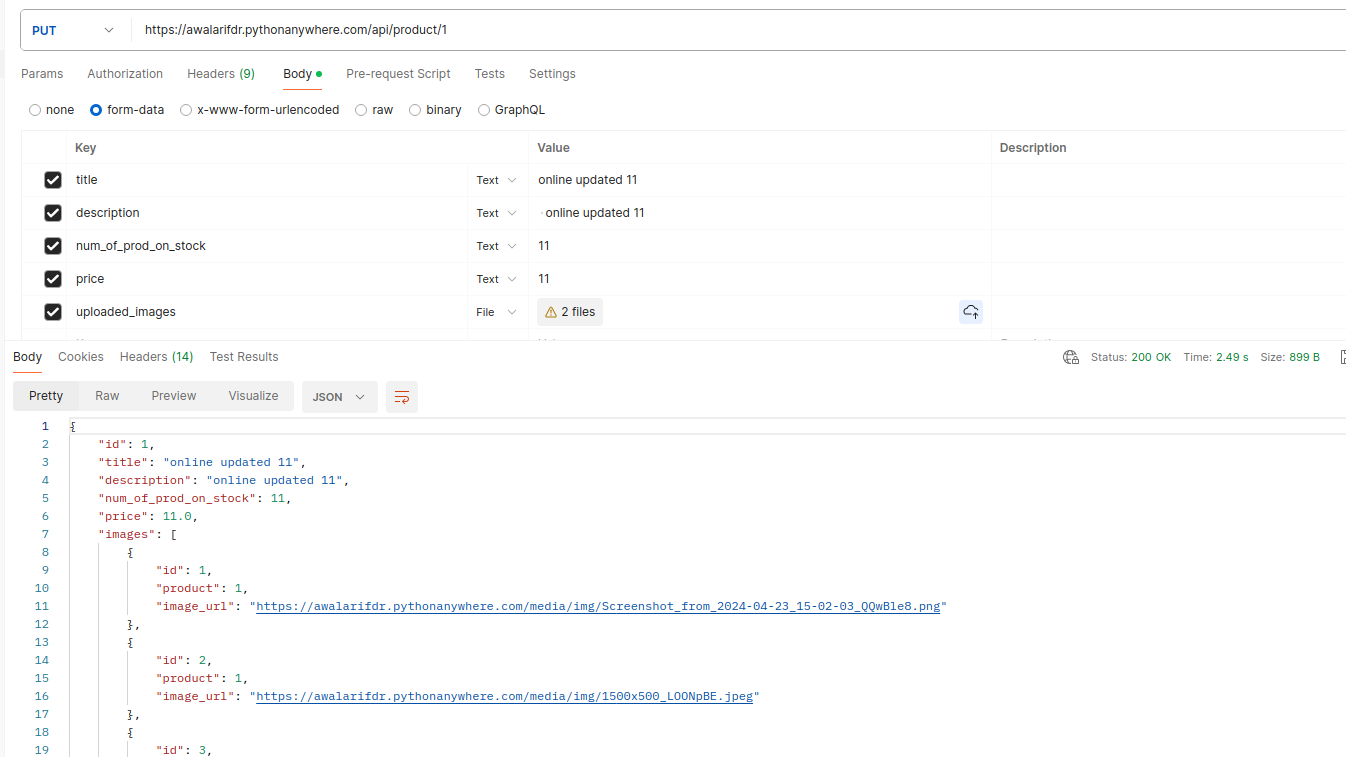 PUT https://awalarifdr.pythonanywhere.com/api/product/1
Params Authorization Headers (9) Body Pre-request Script Tests Settings
none form-data x-www-form-urlencoded raw binary GraphQL
Key Value Description
title Text online updated 11
description Text · online updated 11
num_of_prod_on_stock Text 11
price Text 11
uploaded_images File 2 files
Body Cookies Headers (14) Test Results Status: 200 OK Time: 2.49 s Size: 899 B
Pretty Raw Preview Visualize JSON
1 {
2 "id": 1,
3 "title": "online updated 11",
4 "description": "online updated 11",
5 "num_of_prod_on_stock": 11,
6 "price": 11.0,
7 "images": [
8 {
9 "id": 1,
10 "product": 1,
11 "image_url": "https://awalarifdr.pythonanywhere.com/media/img/Screenshot_from_2024-04-23_15-02-03_QQwBle8.png"
12 },
13 {
14 "id": 2,
15 "product": 1,
16 "image_url": "https://awalarifdr.pythonanywhere.com/media/img/1500x500_LOONpBE.jpeg"
17 },
18 {
19 "id": 3,